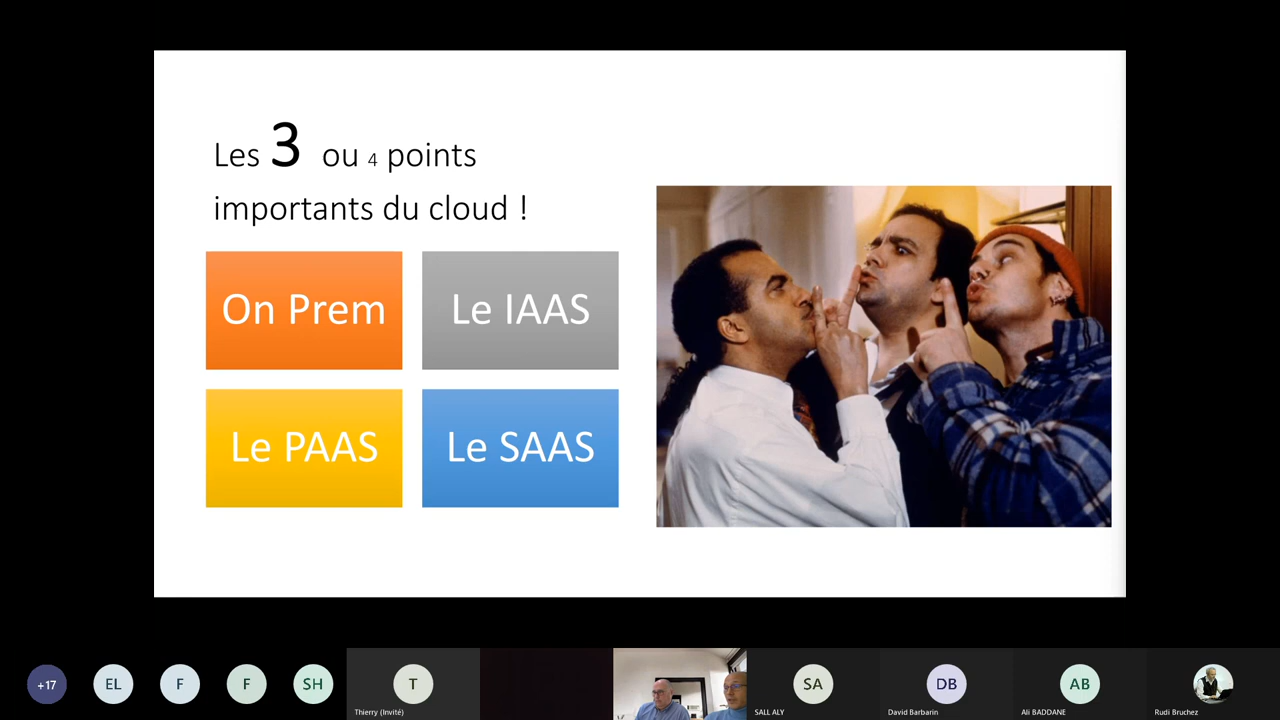 Les 3 ou 4 points
importants du cloud !
On Prem
Le IAAS
Le PAAS
Le SAAS
+17
EL
F
F
SH
T
Thierry (Invité)
SA
SALL ALY
DB
David Barbarin
AB
Ali BADDANE
Rudi Bruchez